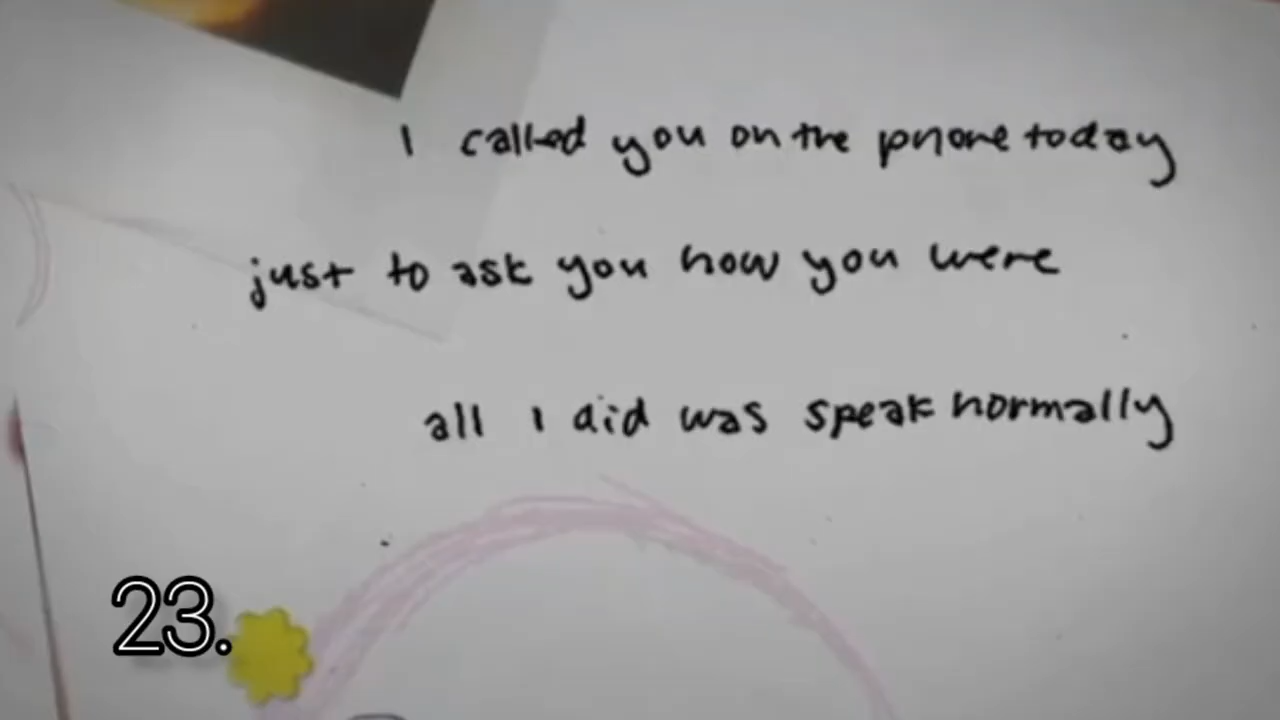 I called you on the phone today
just to ask you how you were
all I did was speak normally
23.